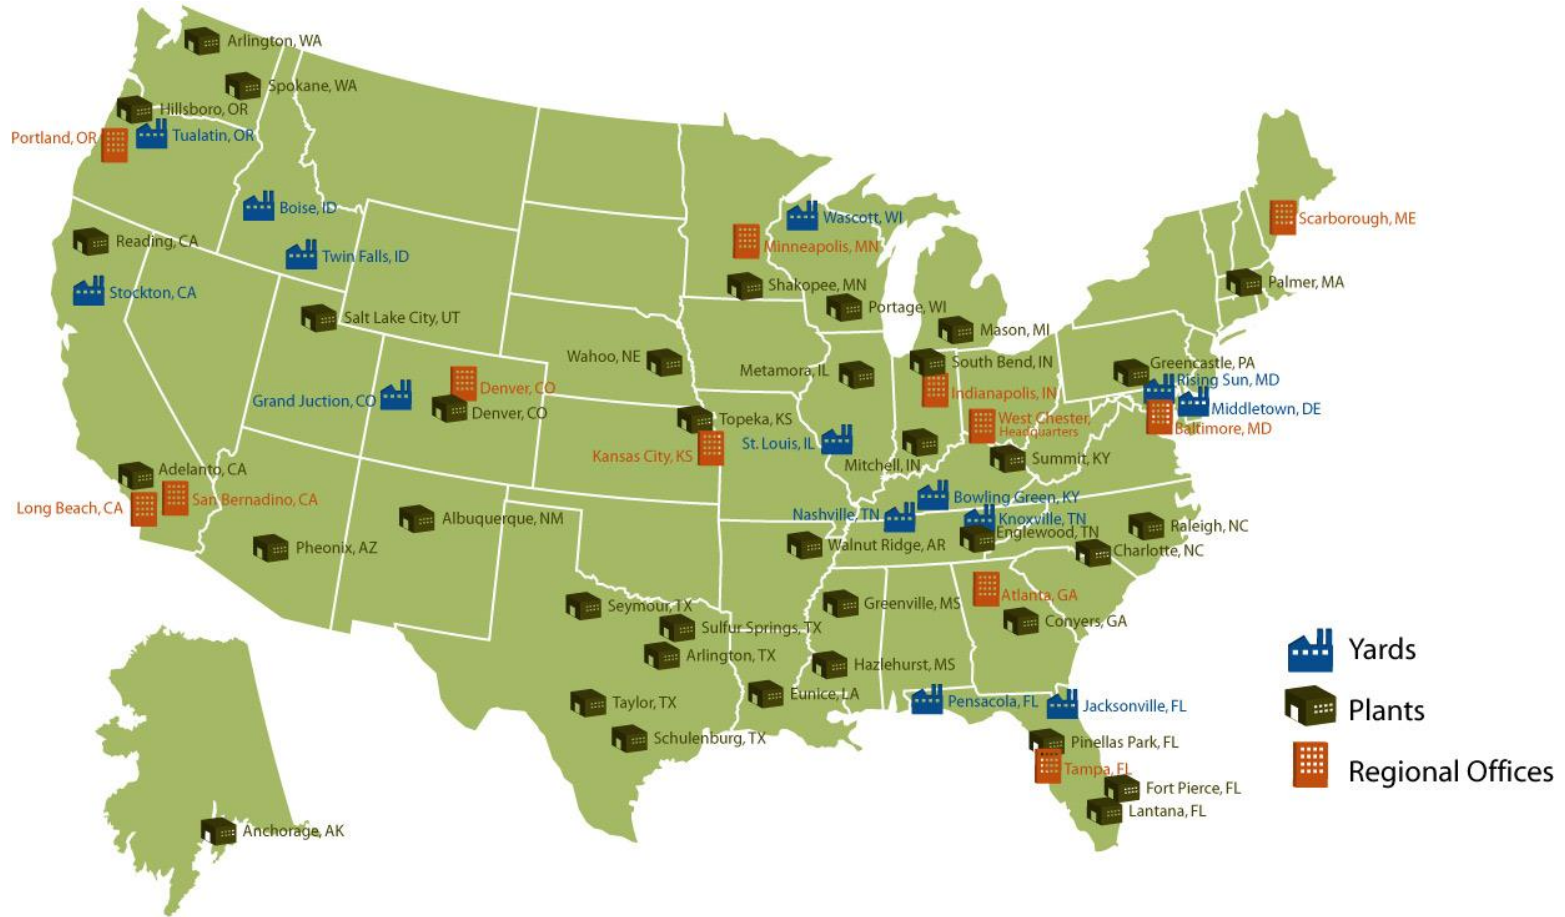 Arlington, WA
Spokane, WA
Hillsboro, OR
Portland, OR
Tualatin, OR
Boise, ID
Reading, CA
Twin Falls, ID
Stockton, CA
Salt Lake City, UT
Wascott, WI
Minneapolis, MN
Shakopee, MN
Portage, WI
Mason, MI
Scarborough, ME
Palmer, MA
Wahoo, NE
Metamora, IL
South Bend, IN
Greencastle, PA
Rising Sun, MD
Indianapolis, IN
Middletown, DE
Baltimore, MD
Denver, CO
Grand Juction, CO
Denver, CO
Topeka, KS
St. Louis, IL
West Chester,
Headquarters
Kansas City, KS
Mitchell, IN
Summit, KY
Adelanto, CA
San Bernadino, CA
Long Beach, CA
Albuquerque, NM
Pheonix, AZ
Bowling Green, KY
Nashville, TN
Knoxville, TN
Englewood, TN
Raleigh, NC
Charlotte, NC
Walnut Ridge, AR
Seymour, TX
Sulfur Springs, TX
Arlington, TX
Greenville, MS
Atlanta, GA
Conyers, GA
Hazlehurst, MS
Eunice, LA
Taylor, TX
Schulenburg, TX
Pensacola, FL
Jacksonville, FL
Pinellas Park, FL
Tampa, FL
Fort Pierce, FL
Lantana, FL
Anchorage, AK
Yards
Plants
Regional Offices